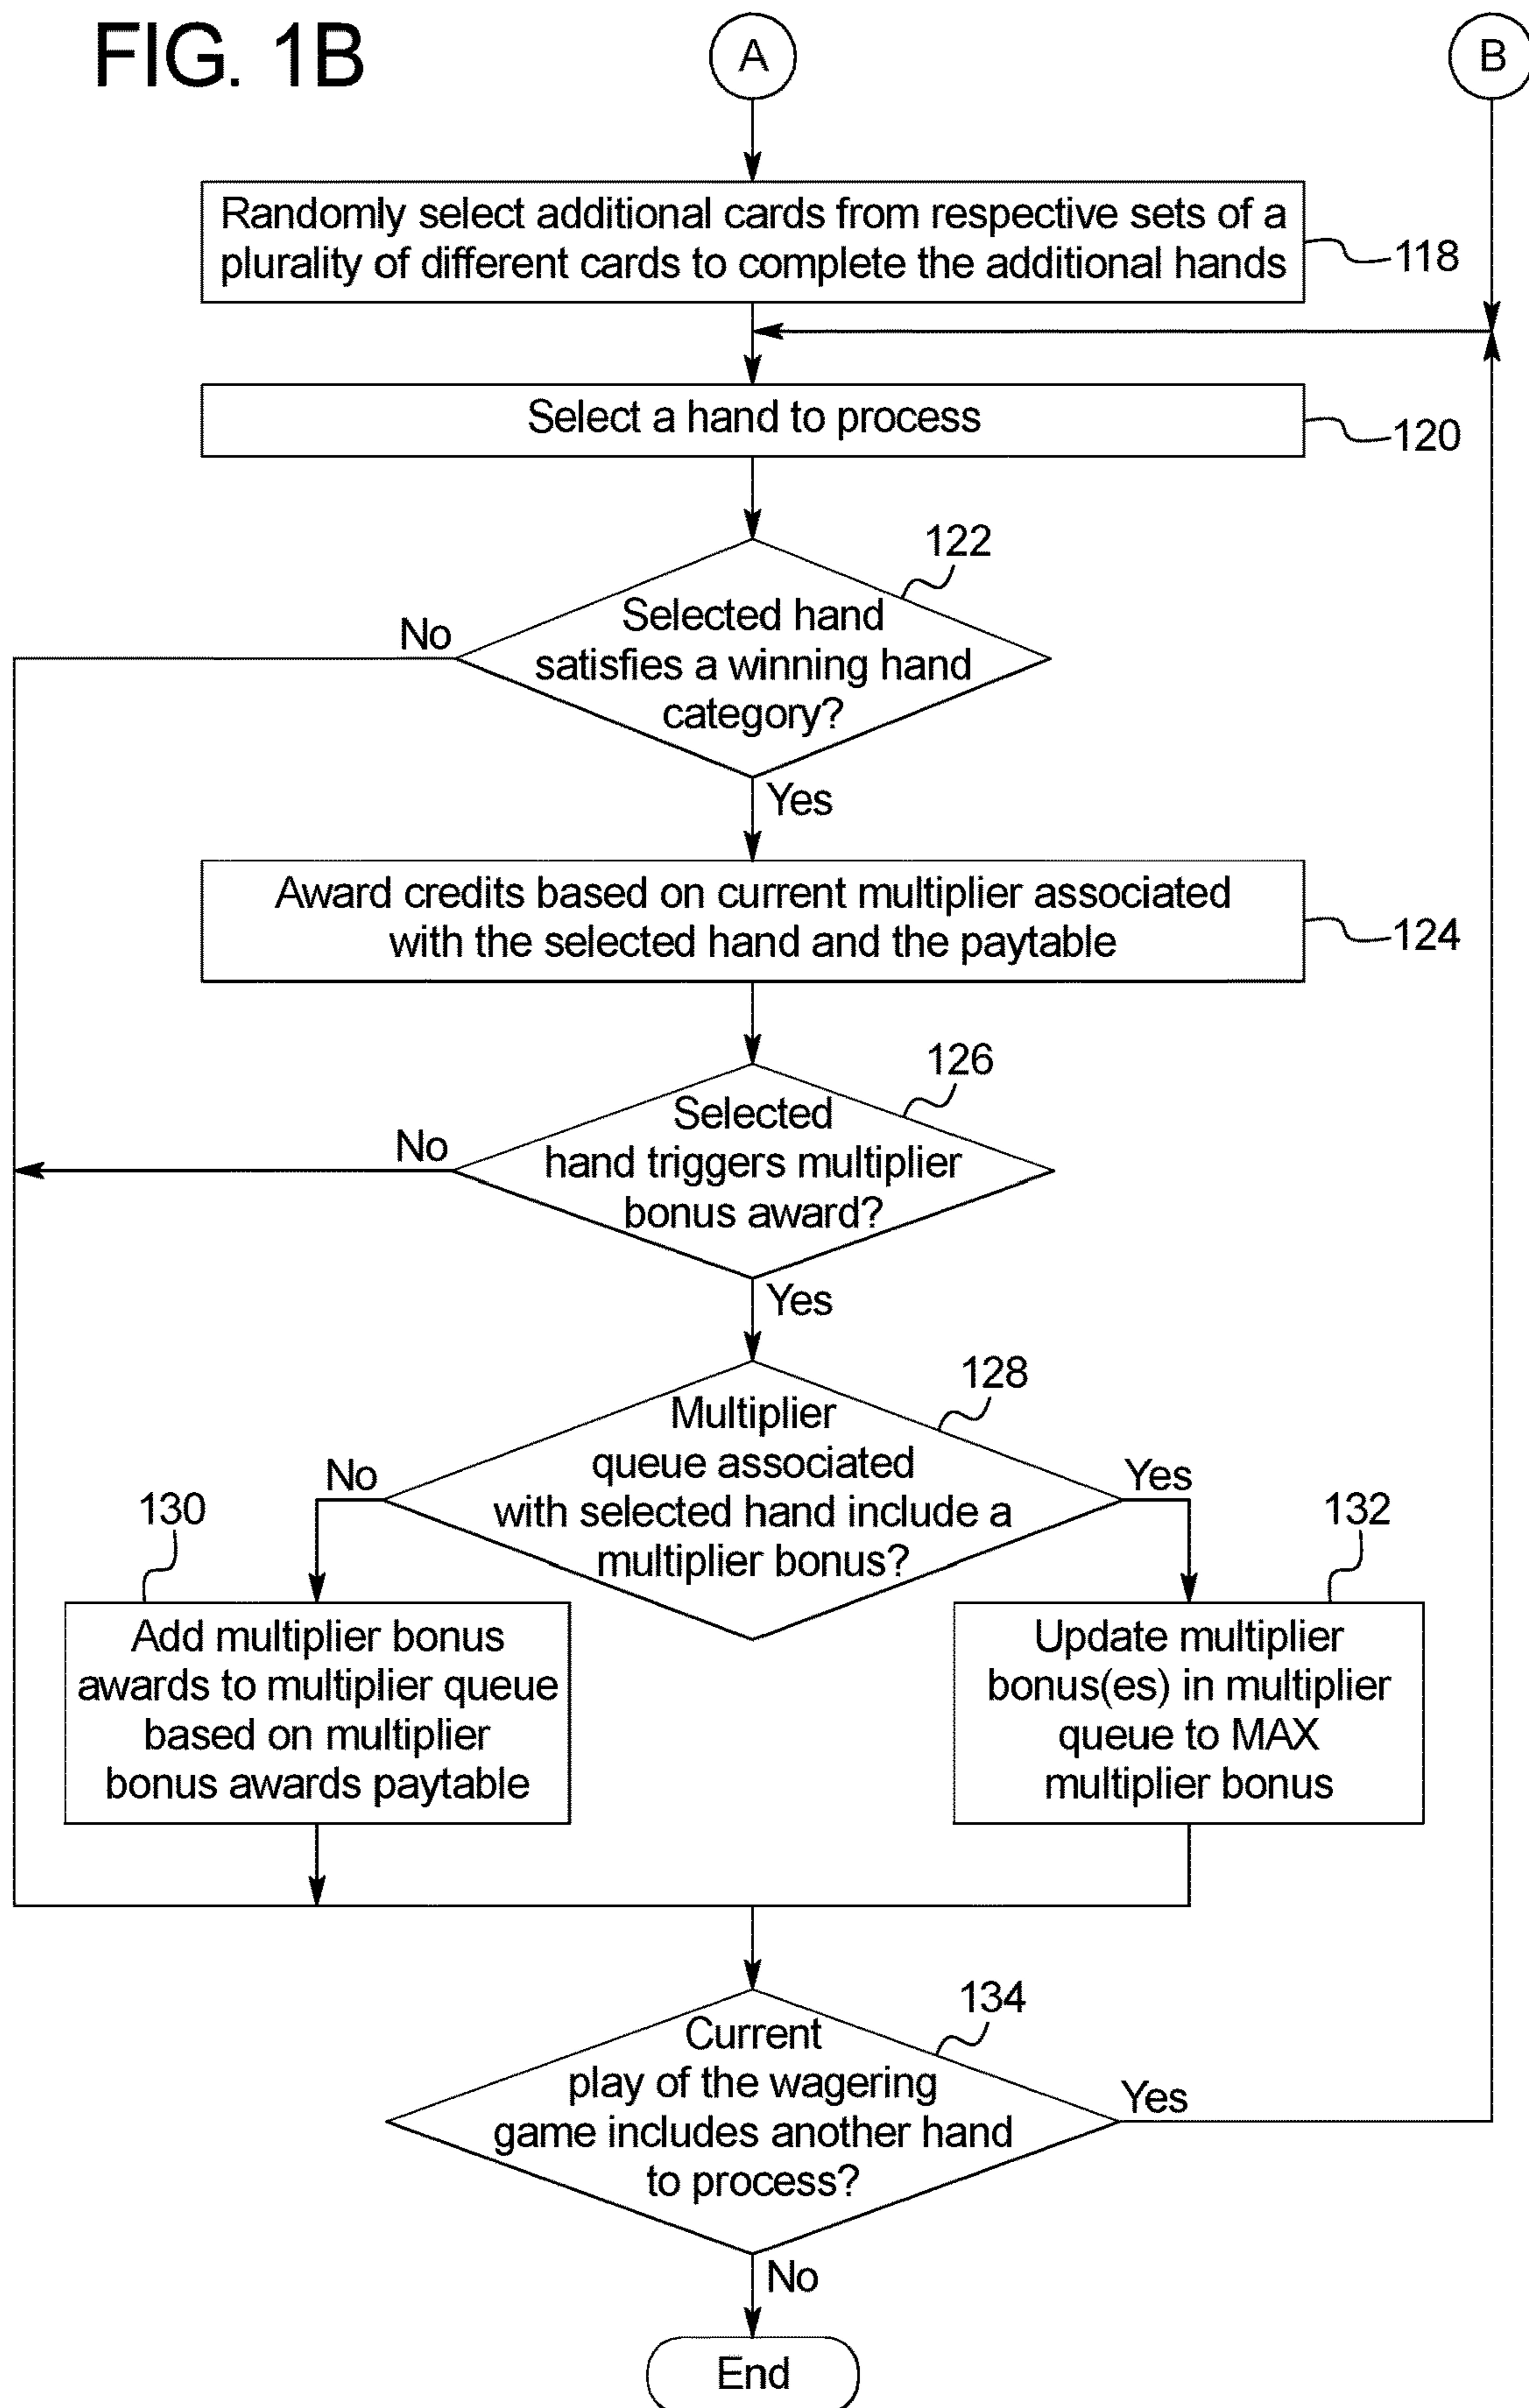 FIG. 1B
A
B
Randomly select additional cards from respective sets of a
plurality of different cards to complete the additional hands
118
Select a hand to process
120
122
Selected hand
satisfies a winning hand
category?
No
Yes
Award credits based on current multiplier associated
with the selected hand and the paytable
124
126
Selected
hand triggers multiplier
bonus award?
No
Yes
128
Multiplier
queue associated
with selected hand include a
multiplier bonus?
No
Yes
130
Add multiplier bonus
awards to multiplier queue
based on multiplier
bonus awards paytable
132
Update multiplier
bonus(es) in multiplier
queue to MAX
multiplier bonus
134
Current
play of the wagering
game includes another hand
to process?
Yes
No
End